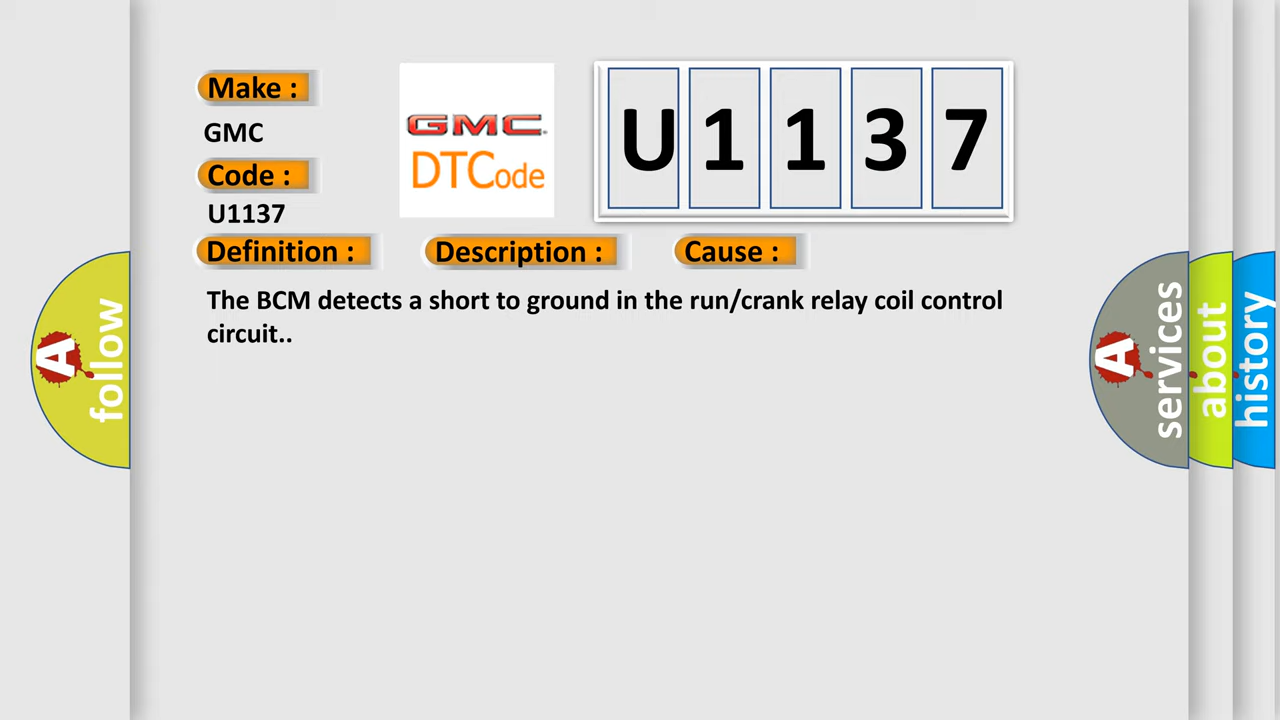 Make :
GMC
Code :
U1137
GMC
DTCode
U1137
Definition :
Description :
Cause :
The BCM detects a short to ground in the run/crank relay coil control
circuit..
A
follow
A
services
about
history